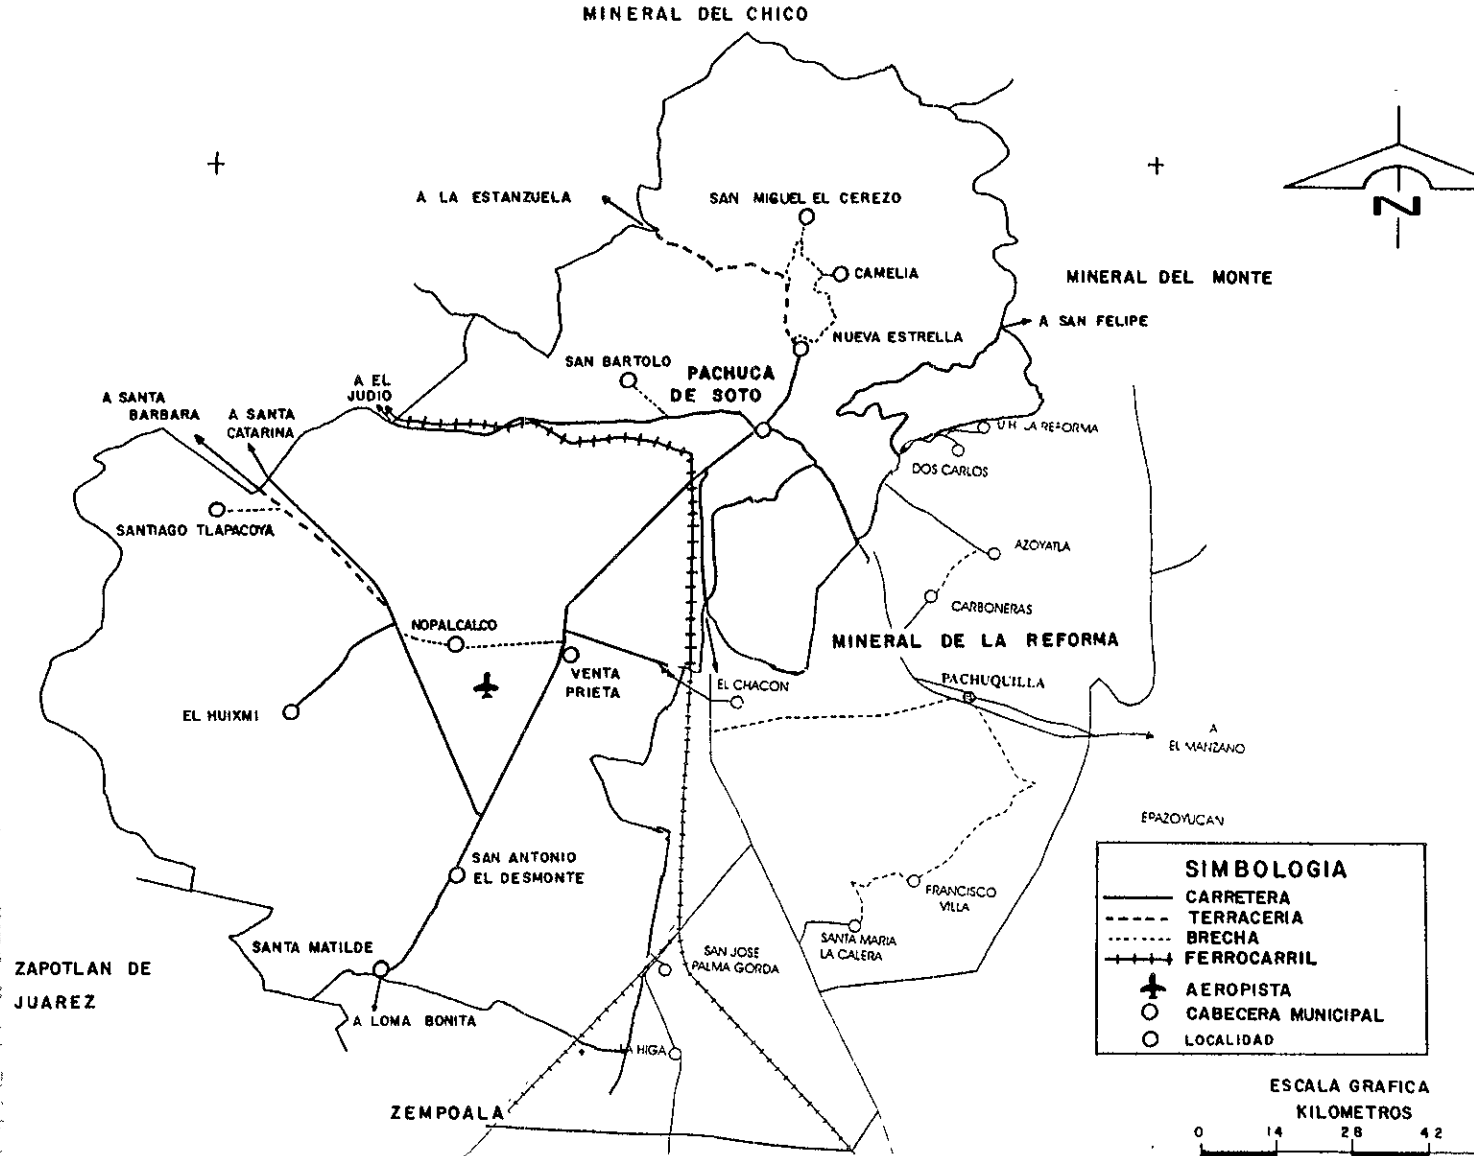 MINERAL DEL CHICO
A LA ESTANZUELA
SAN MIGUEL EL CEREZO
CAMELIA
MINERAL DEL MONTE
A SAN FELIPE
NUEVA ESTRELLA
SAN BARTOLO
PACHUCA
DE SOTO
A EL
JUDIO
A SANTA
BARBARA
A SANTA
CATARINA
U.H. LA REFORMA
DOS CARLOS
SANTIAGO TLAPACOYA
AZOYATLA
CARBONERAS
NOPALCALCO
MINERAL DE LA REFORMA
VENTA
PRIETA
EL CHACON
PACHUQUILLA
EL HUIXMI
A
EL MANZANO
EPAZOYUCAN
SAN ANTONIO
EL DESMONTE
FRANCISCO
VILLA
SANTA MATILDE
SANTA MARIA
LA CALERA
SAN JOSE
PALMA GORDA
ZAPOTLAN DE
JUAREZ
A LOMA BONITA
LA HIGA
ZEMPOALA
SIMBOLOGIA
CARRETERA
TERRACERIA
BRECHA
FERROCARRIL
AEROPISTA
CABECERA MUNICIPAL
LOCALIDAD
ESCALA GRAFICA
KILOMETROS
0 14 28 42
N